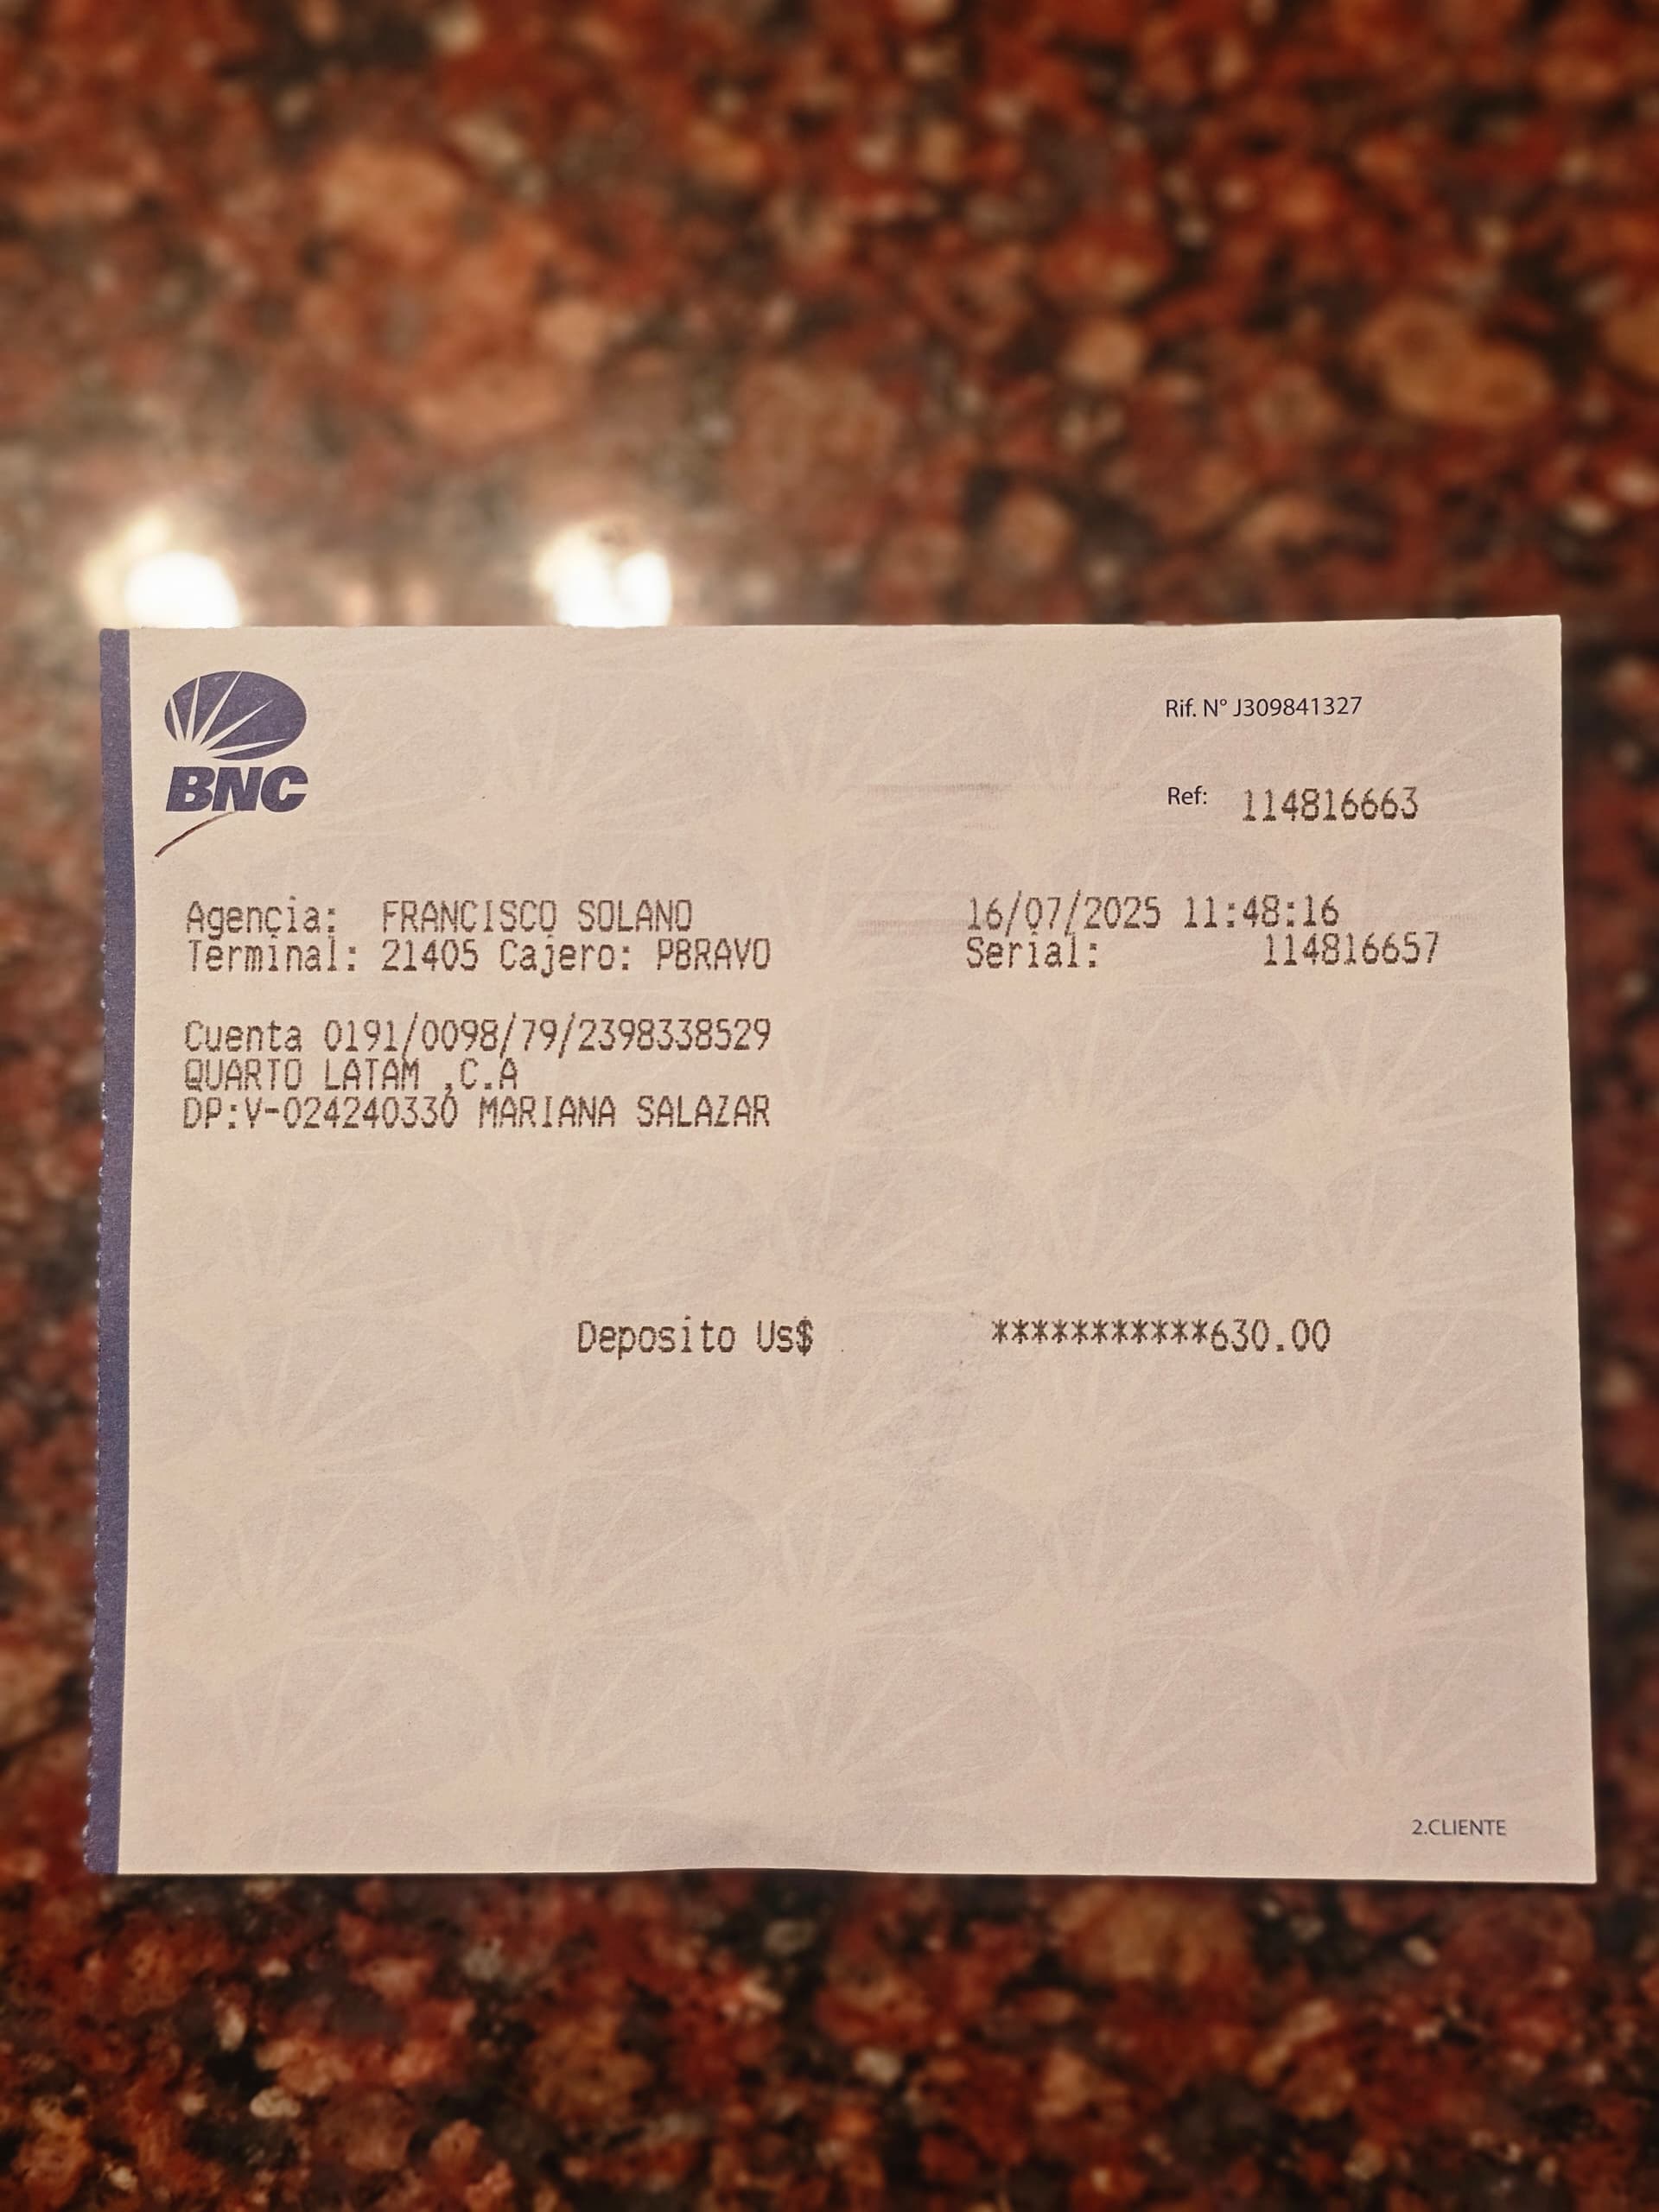 BNC
Rif. N° J309841327
Ref: 114816663
Agencia: FRANCISCO SOLANO 16/07/2025 11:48:16
Terminal: 21405 Cajero: PBRAVO Serial: 114816657
Cuenta 0191/0098/79/2398338529
QUARTO LATAM ,C.A
DP:V-024240330 MARIANA SALAZAR
Deposito Us$ ***********630.00
2.CLIENTE